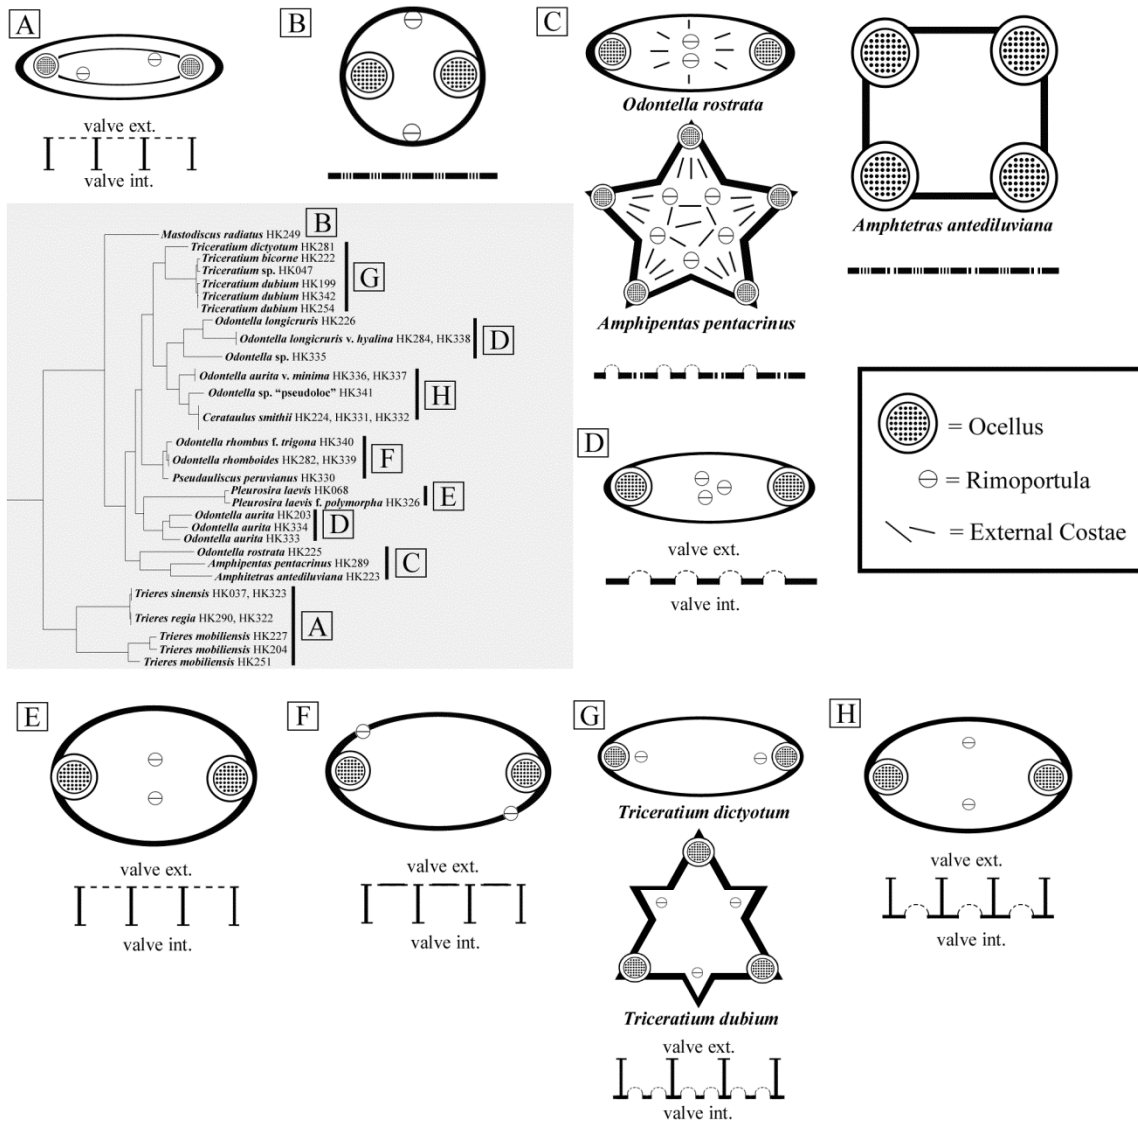 A
valve ext.
valve int.
B
C
Odontella rostrata
Amphipentas pentacrinus
Amphtetras antediluviana
Mastodiscus radiatus HK249
B
Triceratium dictyotum HK281
Triceratium bicorne HK222
Triceratium sp. HK047
Triceratium dubium HK199
Triceratium dubium HK342
Triceratium dubium HK254
G
Odontella longicruris HK226
Odontella longicruris v. hyalina HK284, HK338
Odontella sp. HK335
D
Odontella aurita v. minima HK336, HK337
Odontella sp. “pseudoloc” HK341
Cerataulus smithii HK224, HK331, HK332
H
Odontella rhombus f. trigona HK340
Odontella rhomboides HK282, HK339
Pseudauliscus peruvianus HK330
F
Pleurosira laevis HK068
Pleurosira laevis f. polymorpha HK326
E
Odontella aurita HK203
Odontella aurita HK334
Odontella aurita HK333
D
Odontella rostrata HK225
Amphipentas pentacrinus HK289
Amphitetras antediluviana HK223
C
Trieres sinensis HK037, HK323
Trieres regia HK290, HK322
Trieres mobiliensis HK227
Trieres mobiliensis HK204
Trieres mobiliensis HK251
A
D
valve ext.
valve int.
= Ocellus
= Rimoportula
= External Costae
E
valve ext.
valve int.
F
valve ext.
valve int.
G
Triceratium dictyotum
Triceratium dubium
valve ext.
valve int.
H
valve ext.
valve int.